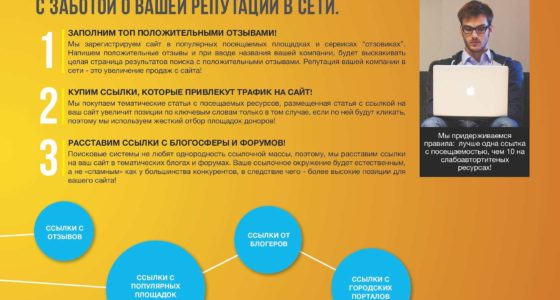 С ЗАБОТОЙ О ВАШЕЙ РЕПУТАЦИИ В СЕТИ.
1
ЗАПОЛНИМ ТОП ПОЛОЖИТЕЛЬНЫМИ ОТЗЫВАМИ!
Мы зарегистрируем сайт в популярных посещаемых площадках и сервисах "отзовиках".
Напишем положительные отзывы и при вводе названия вашей компании, будет выскакивать
целая страница результатов поиска с положительными отзывами. Репутация вашей компании в
сети - это увеличение продаж с сайта!
2
КУПИМ ССЫЛКИ, КОТОРЫЕ ПРИВЛЕКУТ ТРАФИК НА САЙТ!
Мы покупаем тематические статьи с посещаемых ресурсов, размещенная статья с ссылкой на
ваш сайт увеличит позиции по ключевым словам только в том случае, если по ней будут кликать,
поэтому мы используем жесткий отбор площадок доноров!
3
РАССТАВИМ ССЫЛКИ С БЛОГОСФЕРЫ И ФОРУМОВ!
Поисковые системы не любят однородность ссылочной массы, поэтому, мы расставим ссылки
на ваш сайт в тематических блогах и форумах. Ваше ссылочное окружение будет естественным,
а не «спамным» как у большинства конкурентов, в следствие чего - более высокие позиции для
вашего сайта!
Мы придерживаемся
правила: лучше одна ссылка
с посещаемостью, чем 10 на
слабоавтортитеных
ресурсах!
ССЫЛКИ С
ОТЗЫВОВ
ССЫЛКИ С
ПОПУЛЯРНЫХ
ПЛОЩАДОК
ССЫЛКИ ОТ
БЛОГЕРОВ
ССЫЛКИ С
ГОРОДСКИХ
ПОРТАЛОВ